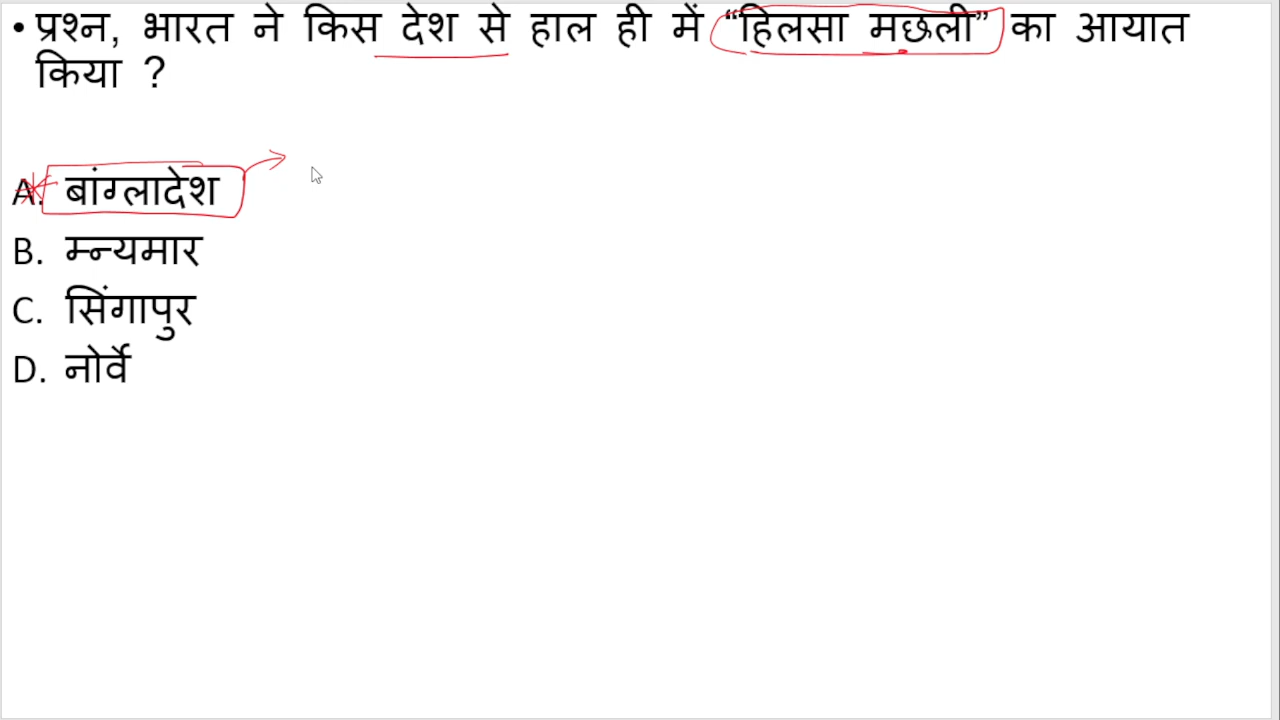 • प्रश्न, भारत ने किस देश से हाल ही में “हिलसा मछली” का आयात
किया ?
A. बांग्लादेश
B. म्न्यमार
C. सिंगापुर
D. नोर्वे